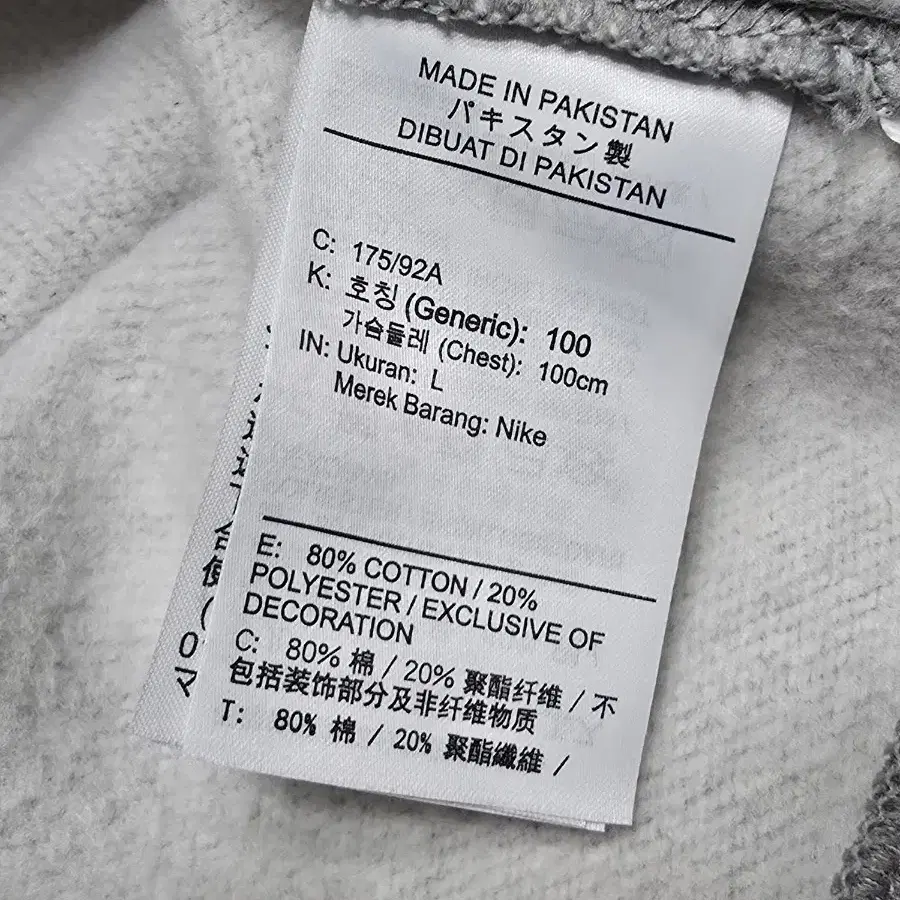 MADE IN PAKISTAN
パキスタン製
DIBUAT DI PAKISTAN
C: 175/92A
K: 호칭 (Generic): 100
가슴둘레 (Chest): 100cm
IN: Ukuran: L
Merek Barang: Nike
E: 80% COTTON / 20%
POLYESTER / EXCLUSIVE OF
DECORATION
C: 80% 棉 / 20% 聚酯纤维 / 不
包括装饰部分及非纤维物质
T: 80% 棉 / 20% 聚酯纖維 /